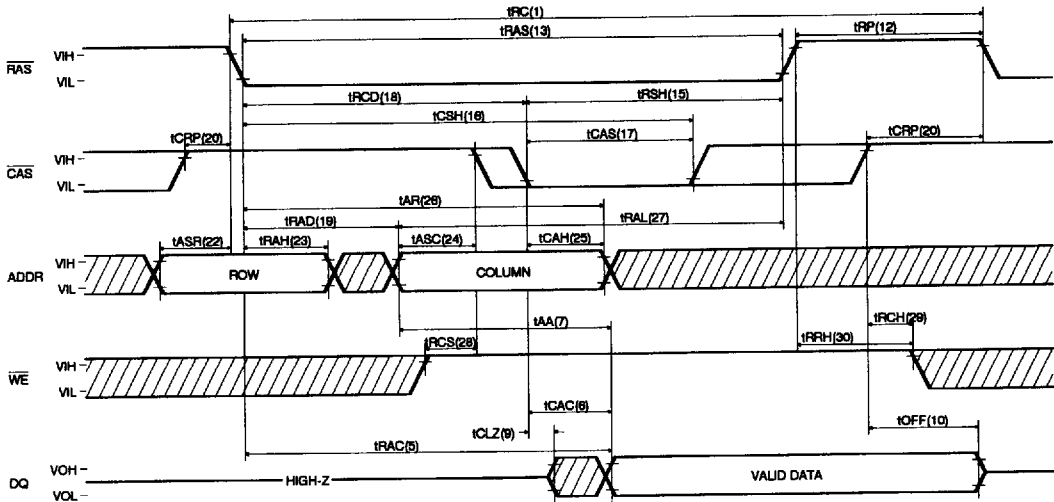 tRC(1)
tRAS(13)
tRP(12)
RAS
VIH
VIL
tRCD(18)
tRSH(15)
tCSH(16)
tCRP(20)
tCAS(17)
tCRP(20)
CAS
VIH
VIL
tAR(26)
tRAD(19)
tRAL(27)
tASR(22)
tRAH(23)
tASC(24)
tCAH(25)
ADDR
VIH
VIL
ROW
COLUMN
tAA(7)
tRCH(29)
tRCS(28)
tRRH(30)
WE
VIH
VIL
tCAC(6)
tCLZ(9)
tOFF(10)
tRAC(5)
DQ
VOH
VOL
HIGH-Z
VALID DATA